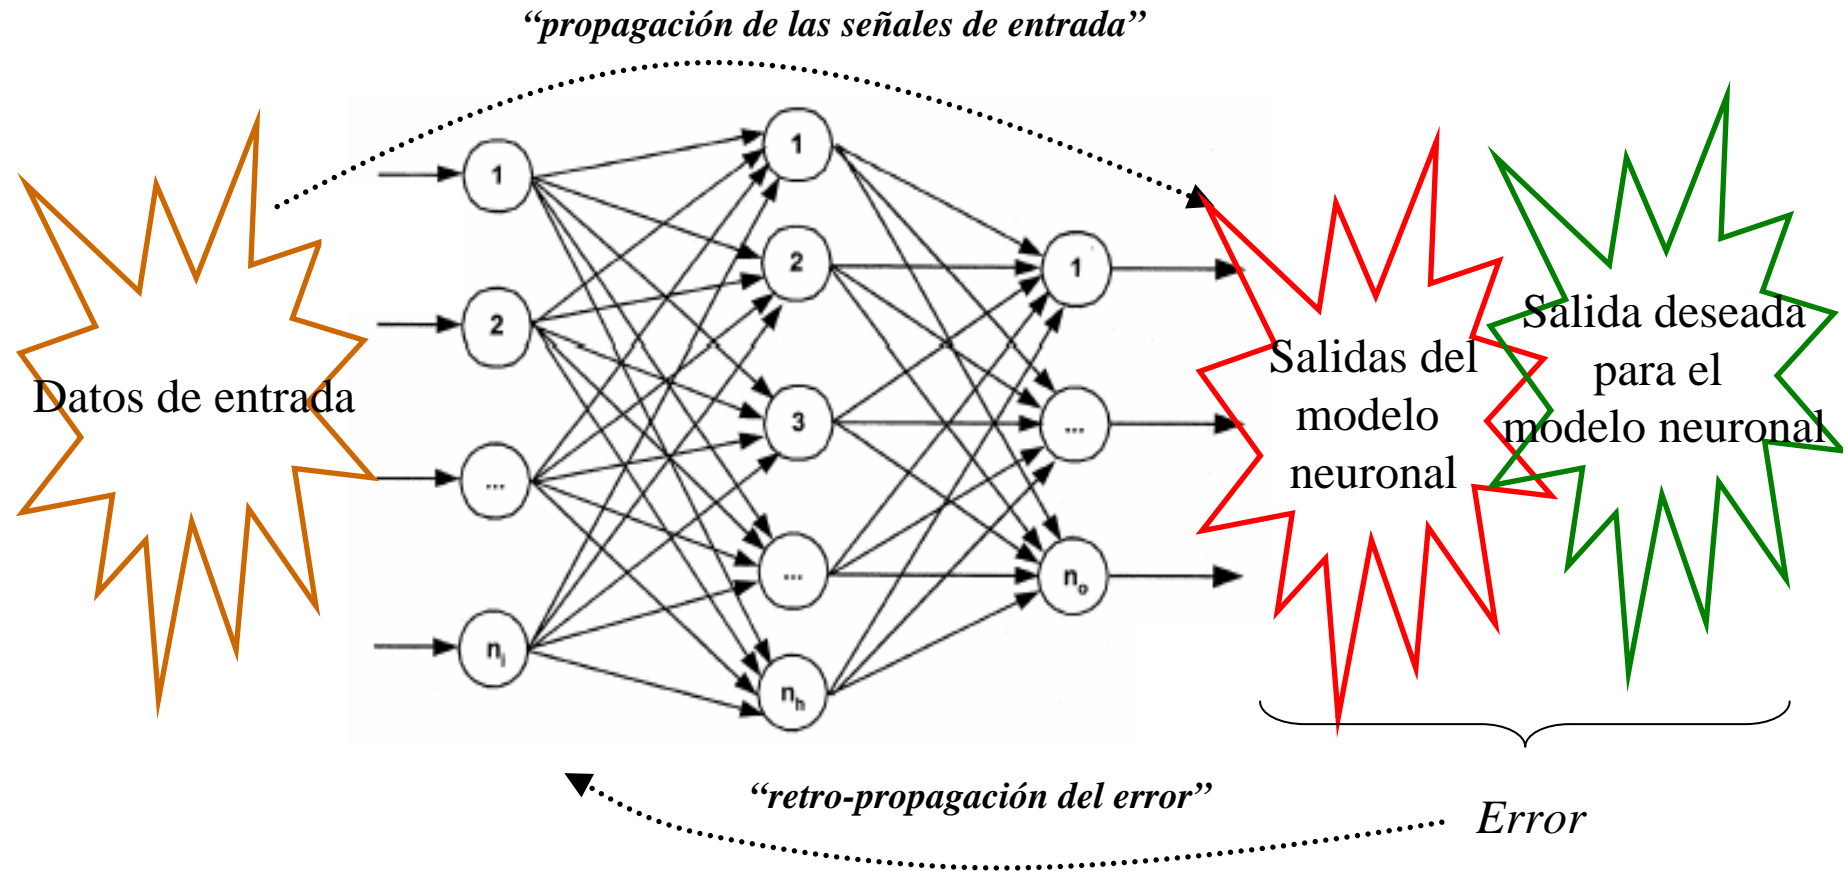 “propagación de las señales de entrada”
Datos de entrada
1
2
...
n_i
1
2
3
...
n_h
1
...
n_o
Salidas del
modelo
neuronal
Salida deseada
para el
modelo neuronal
“retro-propagación del error”
Error